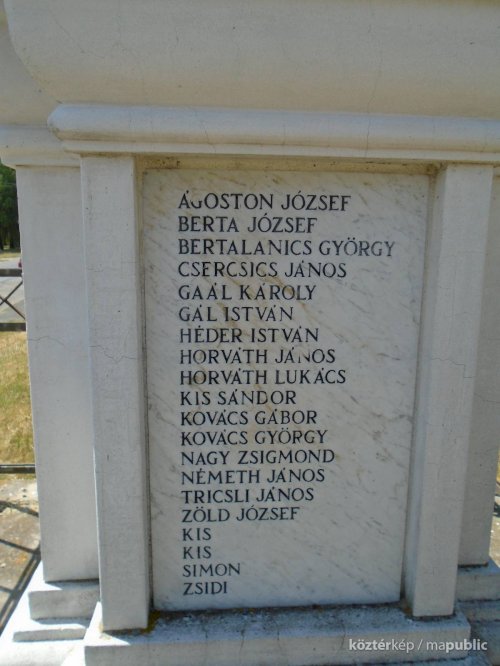 ÁGOSTON JÓZSEF
BERTA JÓZSEF
BERTALANICS GYÖRGY
CSERCSICS JÁNOS
GAÁL KÁROLY
GÁL ISTVÁN
HÉDER ISTVÁN
HORVÁTH JÁNOS
HORVÁTH LUKÁCS
KIS SÁNDOR
KOVÁCS GÁBOR
KOVÁCS GYÖRGY
NAGY ZSIGMOND
NÉMETH JÁNOS
TRICSLI JÁNOS
ZÖLD JÓZSEF
KIS
KIS
SIMON
ZSIDI
köztérkép / mapublic